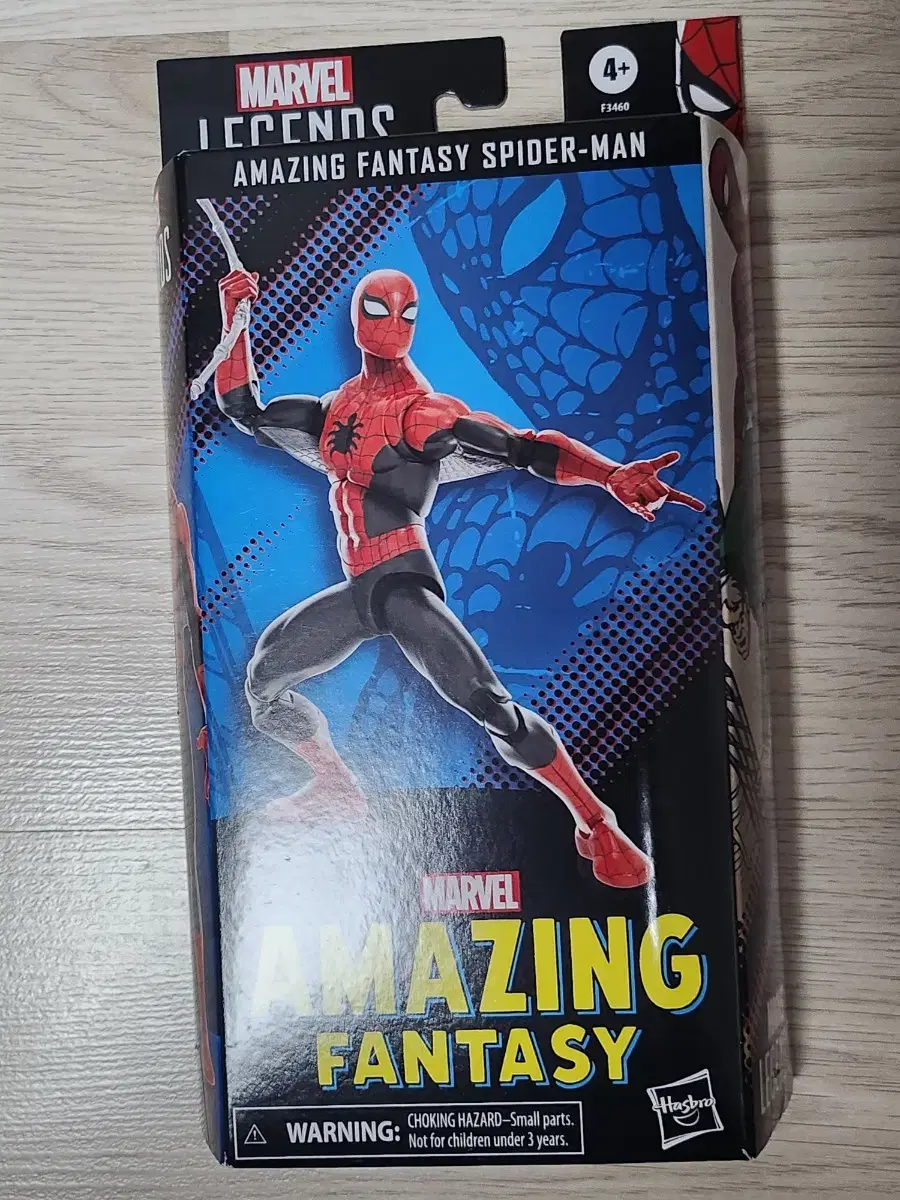 MARVEL
LEGENDS
4+
F3460
AMAZING FANTASY SPIDER-MAN
MARVEL
AMAZING
FANTASY
WARNING:
CHOKING HAZARD–Small parts.
Not for children under 3 years.
Hasbro